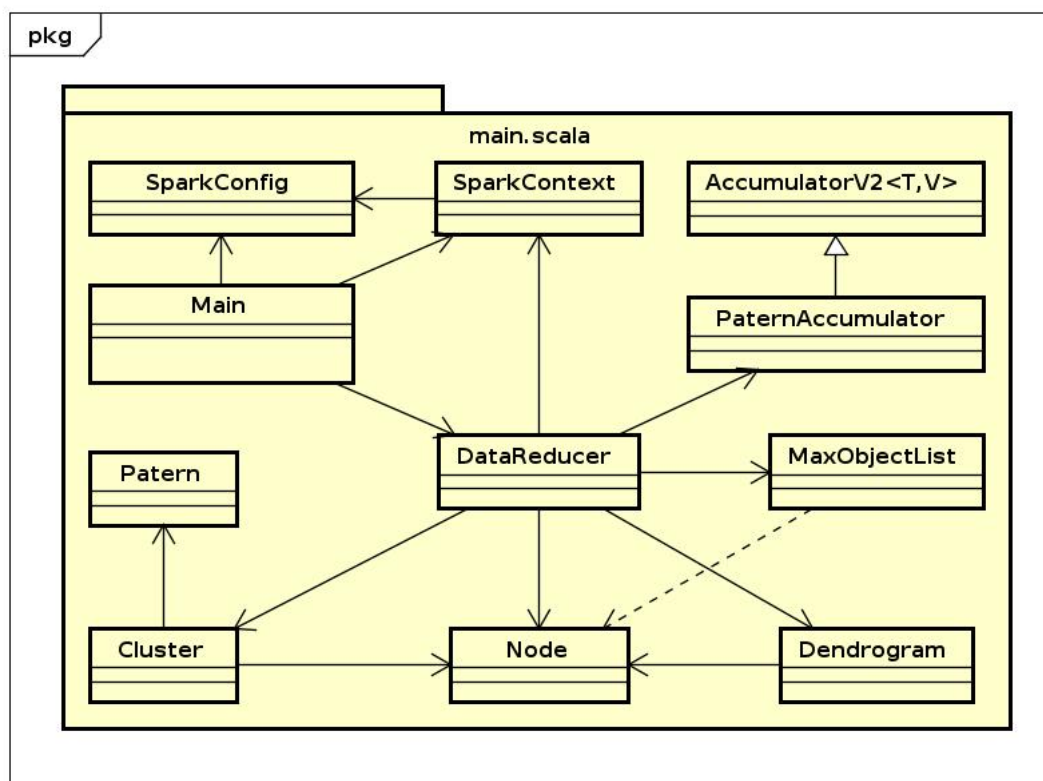 pkg
main.scala
SparkConfig
SparkContext
AccumulatorV2<T,V>
Main
PaternAccumulator
Patern
DataReducer
MaxObjectList
Cluster
Node
Dendrogram